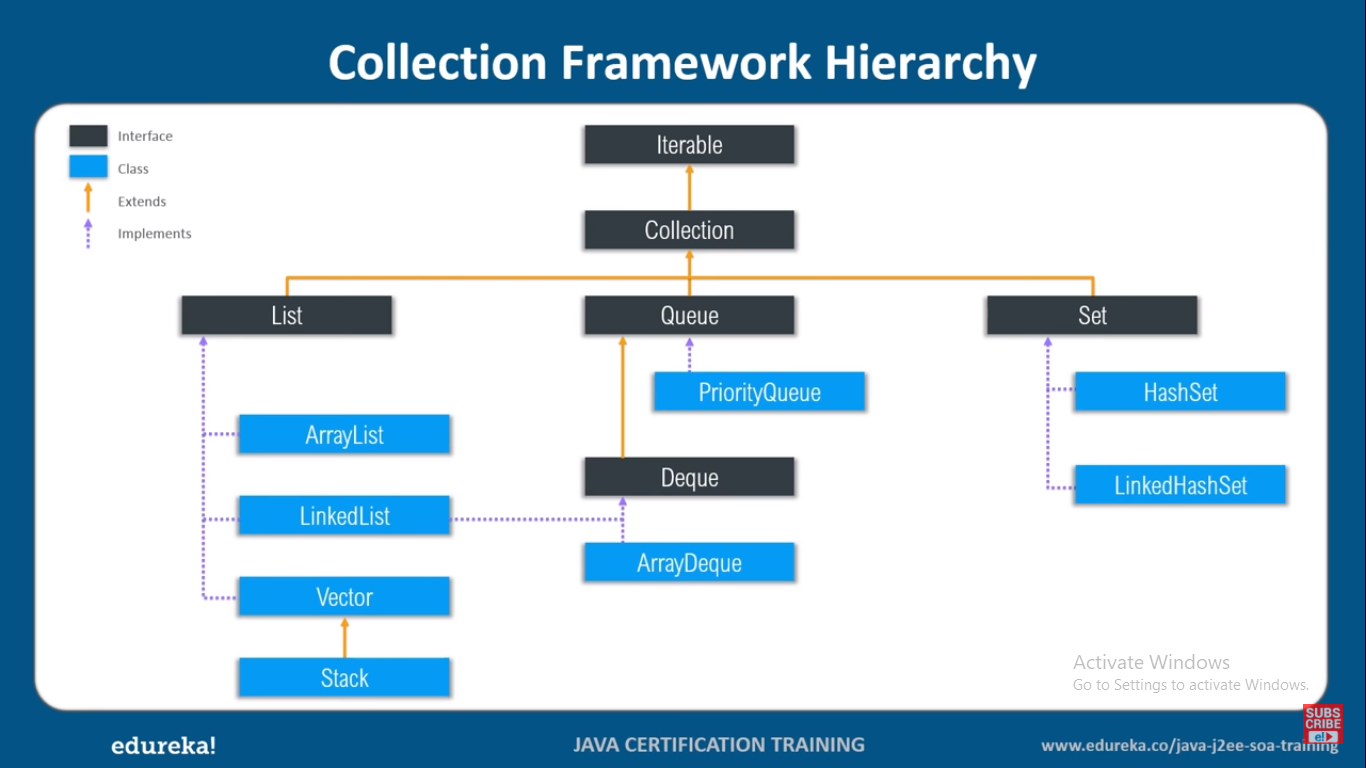 Collection Framework Hierarchy
Interface
Class
Extends
Implements
Iterable
Collection
List
Queue
Set
PriorityQueue
HashSet
ArrayList
Deque
LinkedHashSet
LinkedList
ArrayDeque
Vector
Stack
Activate Windows
Go to Settings to activate Windows.
SUBS
CRIBE
e!
edureka!
JAVA CERTIFICATION TRAINING
www.edureka.co/java-j2ee-soa-training